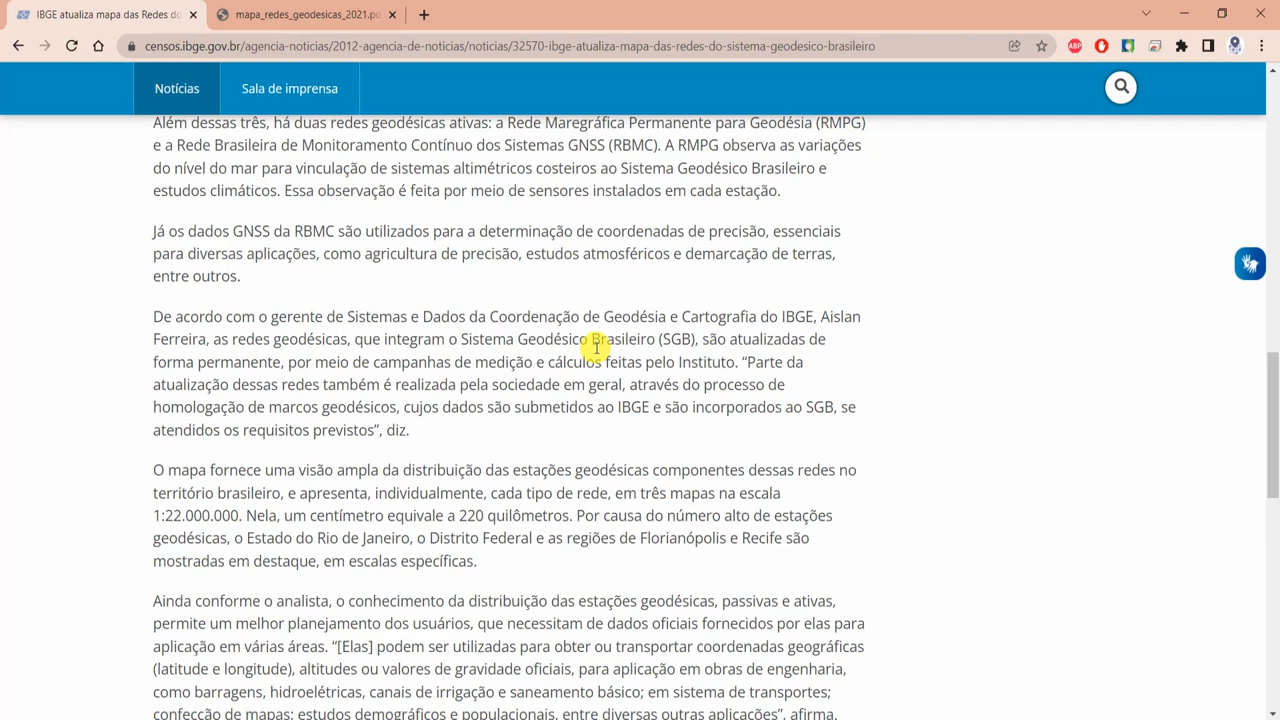 IBGE atualiza mapa das Redes do
mapa_redes_geodesicas_2021.pd
censos.ibge.gov.br/agencia-noticias/2012-agencia-de-noticias/noticias/32570-ibge-atualiza-mapa-das-redes-do-sistema-geodesico-brasileiro
ABP
Notícias
Sala de imprensa
Além dessas três, há duas redes geodésicas ativas: a Rede Maregráfica Permanente para Geodésia (RMPG)
e a Rede Brasileira de Monitoramento Contínuo dos Sistemas GNSS (RBMC). A RMPG observa as variações
do nível do mar para vinculação de sistemas altimétricos costeiros ao Sistema Geodésico Brasileiro e
estudos climáticos. Essa observação é feita por meio de sensores instalados em cada estação.
Já os dados GNSS da RBMC são utilizados para a determinação de coordenadas de precisão, essenciais
para diversas aplicações, como agricultura de precisão, estudos atmosféricos e demarcação de terras,
entre outros.
De acordo com o gerente de Sistemas e Dados da Coordenação de Geodésia e Cartografia do IBGE, Aislan
Ferreira, as redes geodésicas, que integram o Sistema Geodésico Brasileiro (SGB), são atualizadas de
forma permanente, por meio de campanhas de medição e cálculos feitas pelo Instituto. “Parte da
atualização dessas redes também é realizada pela sociedade em geral, através do processo de
homologação de marcos geodésicos, cujos dados são submetidos ao IBGE e são incorporados ao SGB, se
atendidos os requisitos previstos”, diz.
O mapa fornece uma visão ampla da distribuição das estações geodésicas componentes dessas redes no
território brasileiro, e apresenta, individualmente, cada tipo de rede, em três mapas na escala
1:22.000.000. Nela, um centímetro equivale a 220 quilômetros. Por causa do número alto de estações
geodésicas, o Estado do Rio de Janeiro, o Distrito Federal e as regiões de Florianópolis e Recife são
mostradas em destaque, em escalas específicas.
Ainda conforme o analista, o conhecimento da distribuição das estações geodésicas, passivas e ativas,
permite um melhor planejamento dos usuários, que necessitam de dados oficiais fornecidos por elas para
aplicação em várias áreas. “[Elas] podem ser utilizadas para obter ou transportar coordenadas geográficas
(latitude e longitude), altitudes ou valores de gravidade oficiais, para aplicação em obras de engenharia,
como barragens, hidroelétricas, canais de irrigação e saneamento básico; em sistema de transportes;
confecção de mapas; estudos demográficos e populacionais, entre diversas outras aplicações”, afirma.